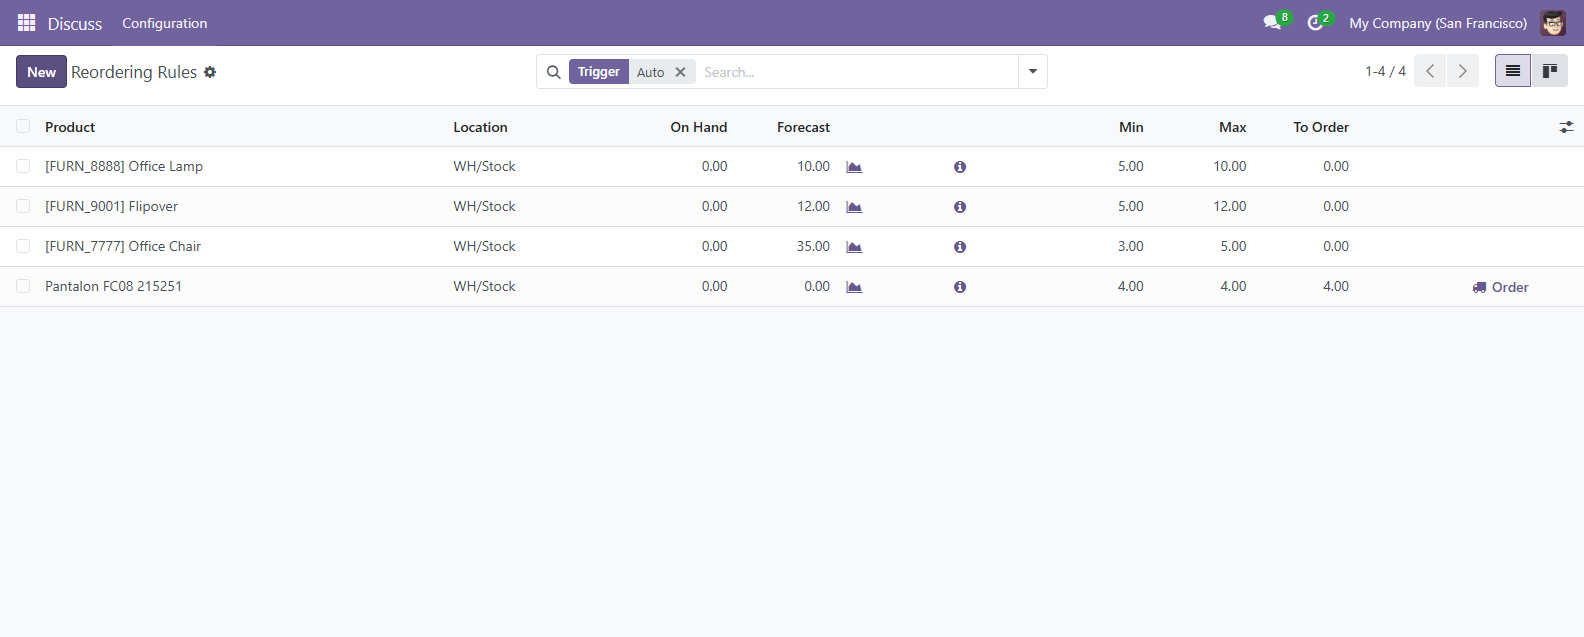 Discuss Configuration 8 2 My Company (San Francisco)
New Reordering Rules Trigger Auto Search... 1-4 / 4
Product Location On Hand Forecast Min Max To Order
[FURN_8888] Office Lamp WH/Stock 0.00 10.00 5.00 10.00 0.00
[FURN_9001] Flipover WH/Stock 0.00 12.00 5.00 12.00 0.00
[FURN_7777] Office Chair WH/Stock 0.00 35.00 3.00 5.00 0.00
Pantalon FC08 215251 WH/Stock 0.00 0.00 4.00 4.00 4.00 Order